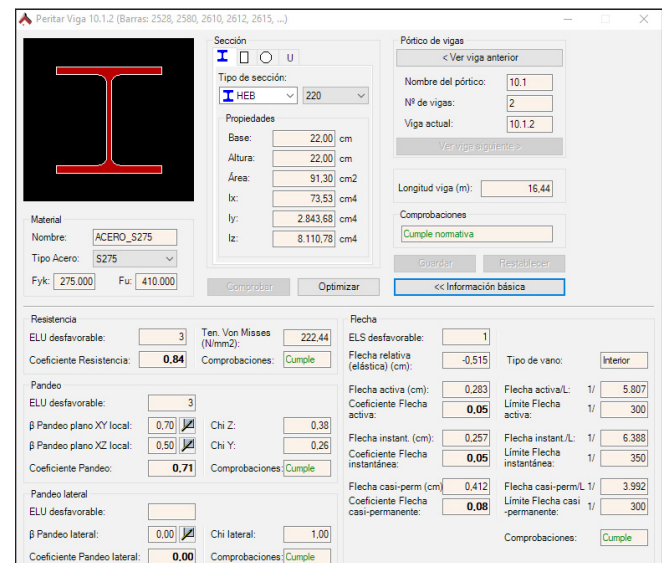 Peritar Viga 10.1.2 (Barras: 2528, 2580, 2610, 2612, 2615, ...)
Sección
U
Tipo de sección:
HEB 220
Propiedades
Base: 22,00 cm
Altura: 22,00 cm
Área: 91,30 cm2
Ix: 73,53 cm4
Iy: 2.843,68 cm4
Iz: 8.110,78 cm4
Pórtico de vigas
< Ver viga anterior
Nombre del pórtico: 10.1
Nº de vigas: 2
Viga actual: 10.1.2
Ver viga siguiente >
Longitud viga (m): 16,44
Material
Nombre: ACERO_S275
Tipo Acero: S275
Fyk: 275.000 Fu: 410.000
Comprobaciones
Cumple normativa
Guardar Restablecer
Comprobar Optimizar << Información básica
Resistencia
ELU desfavorable: 3 Ten. Von Misses (N/mm2): 222,44
Coeficiente Resistencia: 0,84 Comprobaciones: Cumple
Pandeo
ELU desfavorable: 3
β Pandeo plano XY local: 0,70 Chi Z: 0,38
β Pandeo plano XZ local: 0,50 Chi Y: 0,26
Coeficiente Pandeo: 0,71 Comprobaciones: Cumple
Pandeo lateral
ELU desfavorable:
β Pandeo lateral: 0,00 Chi lateral: 1,00
Coeficiente Pandeo lateral: 0,00 Comprobaciones: Cumple
Flecha
ELS desfavorable: 1
Flecha relativa (elástica) (cm): -0,515 Tipo de vano: Interior
Flecha activa (cm): 0,283 Flecha activa/L: 1/ 5.807
Coeficiente Flecha activa: 0,05 Límite Flecha activa: 1/ 300
Flecha instant. (cm): 0,257 Flecha instant./L: 1/ 6.388
Coeficiente Flecha instantánea: 0,05 Límite Flecha instantánea: 1/ 350
Flecha casi-perm (cm) 0,412 Flecha casi-perm/L 1/ 3.992
Coeficiente Flecha casi-permanente: 0,08 Límite Flecha casi -permanente: 1/ 300
Comprobaciones: Cumple